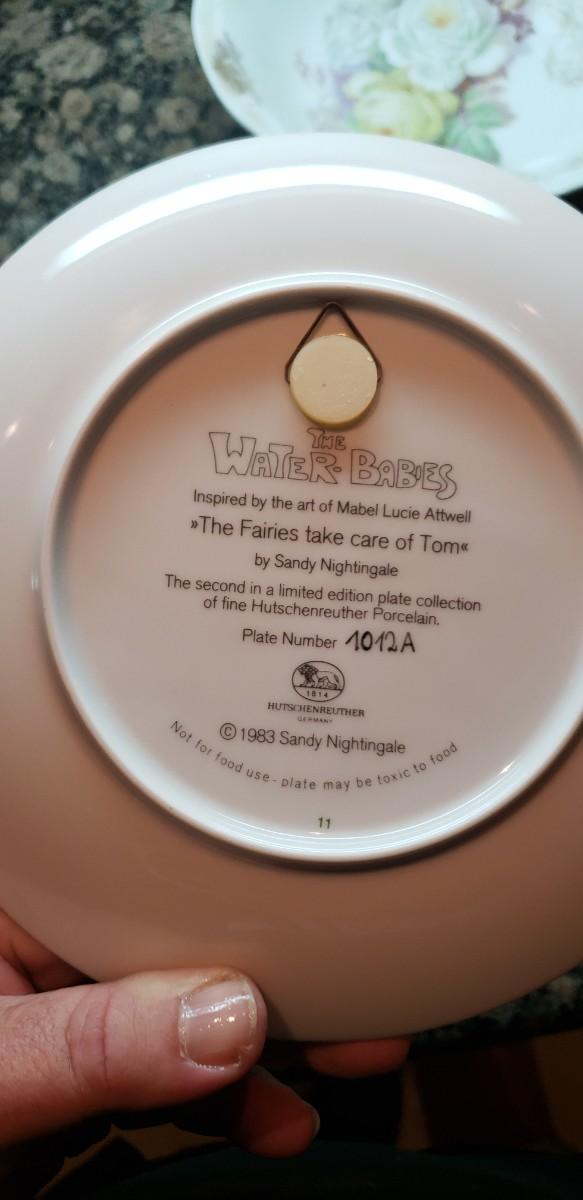 THE
WATER·BABIES
Inspired by the art of Mabel Lucie Attwell
»The Fairies take care of Tom«
by Sandy Nightingale
The second in a limited edition plate collection
of fine Hutschenreuther Porcelain.
Plate Number 1012A
1814
HUTSCHENREUTHER
GERMANY
©1983 Sandy Nightingale
Not for food use - plate may be toxic to food
11